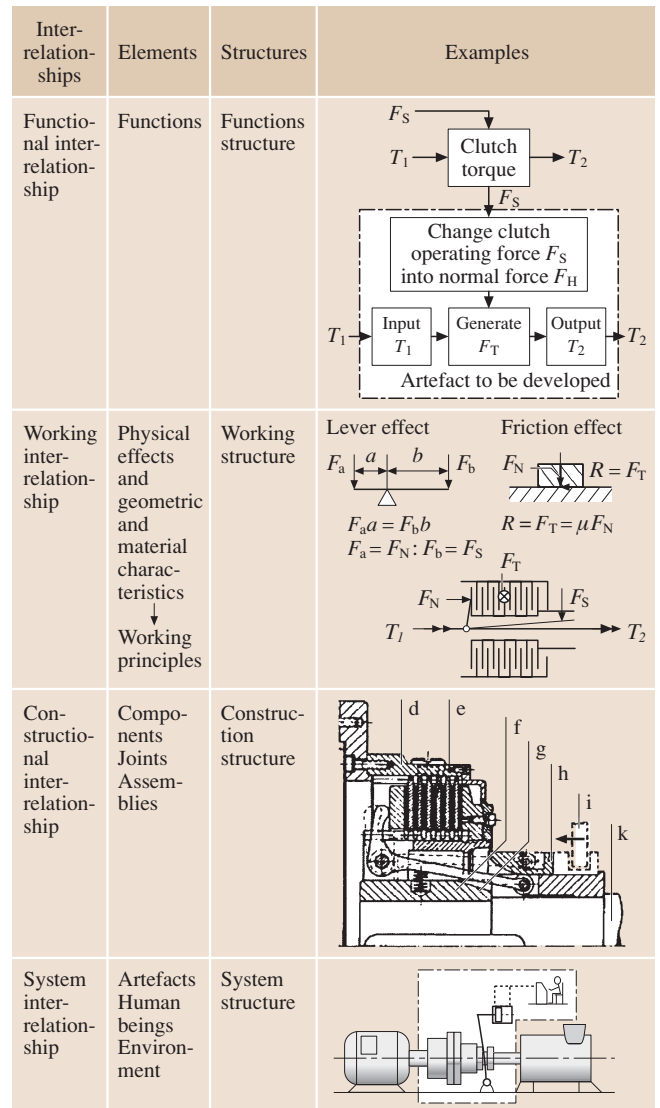 Inter-
relation-
ships
Elements
Structures
Examples
Functio-
nal inter-
relation-
ship
Functions
Functions
structure
F_S
T_1
Clutch
torque
T_2
F_S
Change clutch
operating force F_S
into normal force F_H
T_1
Input
T_1
Generate
F_T
Output
T_2
T_2
Artefact to be developed
Working
inter-
relation-
ship
Physical
effects
and
geometric
and
material
charac-
teristics
Working
principles
Working
structure
Lever effect
a b
F_a F_b
F_a a = F_b b
F_a = F_N : F_b = F_S
Friction effect
F_N R = F_T
R = F_T = μF_N
F_T
F_N F_S
T_1 T_2
Con-
structio-
nal
inter-
relation-
ship
Compo-
nents
Joints
Assem-
blies
Construc-
tion
structure
d e f g h i k
System
inter-
relation-
ship
Artefacts
Human
beings
Environ-
ment
System
structure